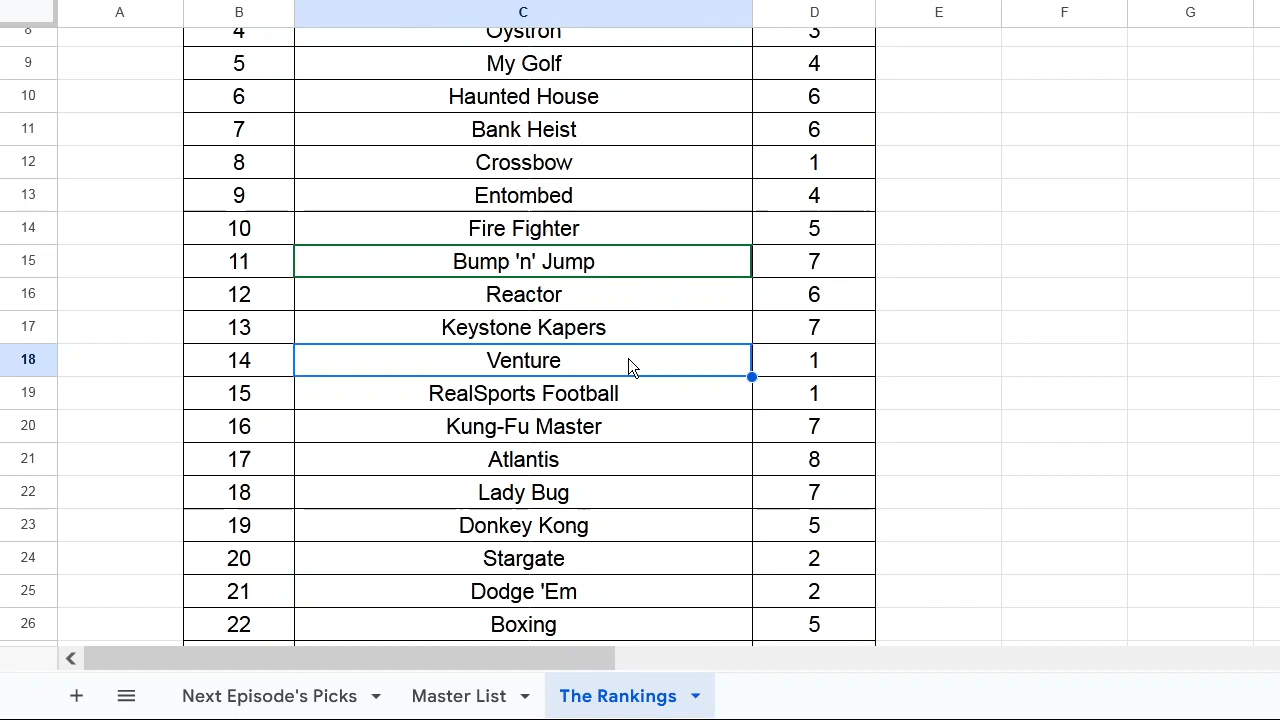 A B C D E F G
8 4 Oystron 3
9 5 My Golf 4
10 6 Haunted House 6
11 7 Bank Heist 6
12 8 Crossbow 1
13 9 Entombed 4
14 10 Fire Fighter 5
15 11 Bump 'n' Jump 7
16 12 Reactor 6
17 13 Keystone Kapers 7
18 14 Venture 1
19 15 RealSports Football 1
20 16 Kung-Fu Master 7
21 17 Atlantis 8
22 18 Lady Bug 7
23 19 Donkey Kong 5
24 20 Stargate 2
25 21 Dodge 'Em 2
26 22 Boxing 5
Next Episode's Picks Master List The Rankings